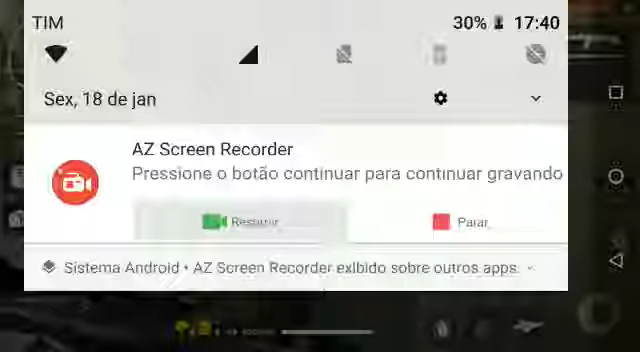 TIM
30% 17:40
Sex, 18 de jan
AZ Screen Recorder
Pressione o botão continuar para continuar gravando
Parar
Sistema Android • AZ Screen Recorder exibido sobre outros apps.